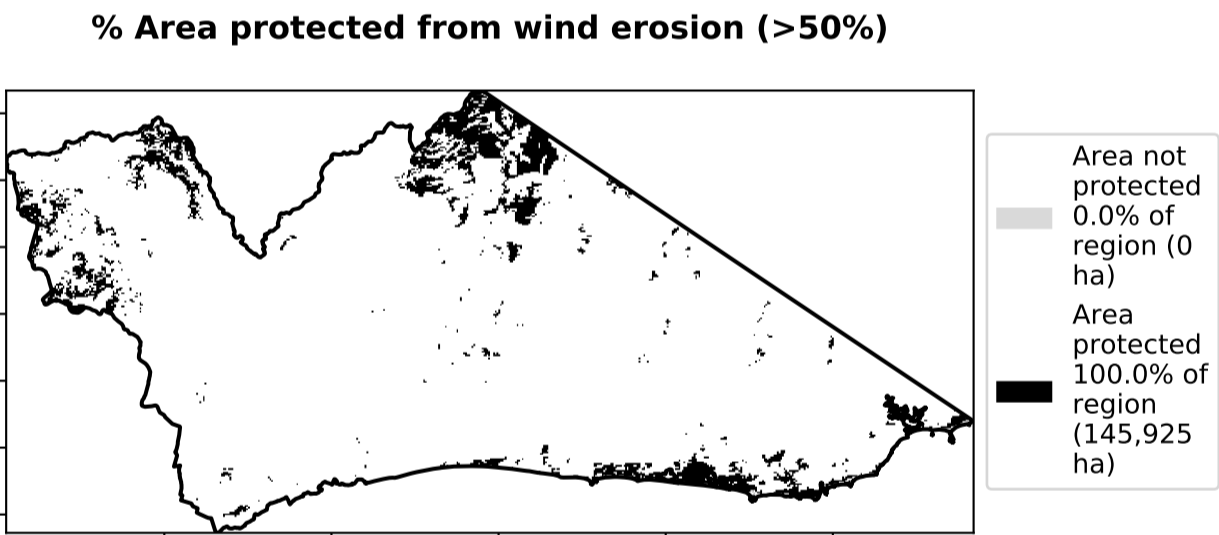 % Area protected from wind erosion (>50%)
Area not
protected
0.0% of
region (0
ha)
Area
protected
100.0% of
region
(145,925
ha)